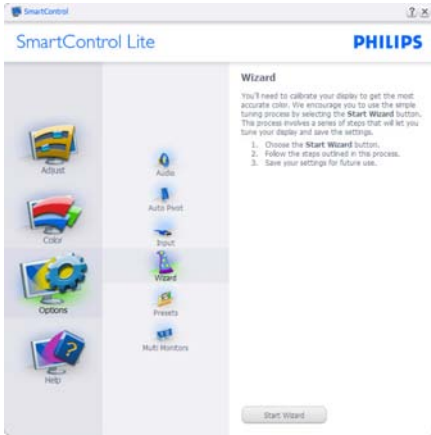 SmartControl
? X
SmartControl Lite
PHILIPS
Adjust
Color
Options
Help
Audio
Auto Pivot
Input
Wizard
Presets
Multi Monitors
Wizard
You'll need to calibrate your display to get the most
accurate color. We encourage you to use the simple
tuning process by selecting the Start Wizard button.
This process involves a series of steps that will let you
tune your display and save the settings.
1. Choose the Start Wizard button.
2. Follow the steps outlined in this process.
3. Save your settings for future use.
Start Wizard